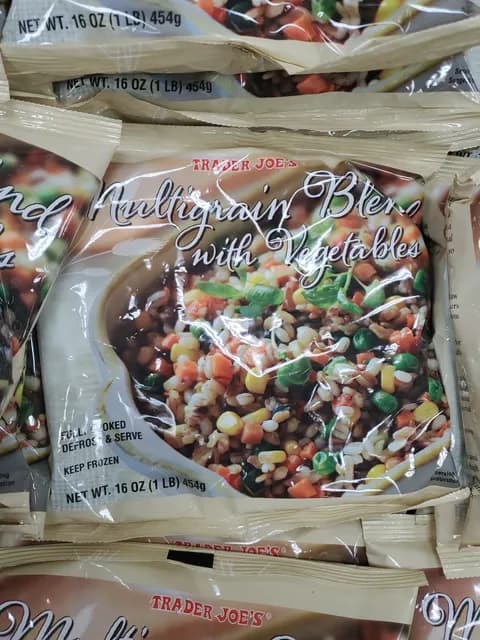 NET WT. 16 OZ (1 LB) 454g
NET WT. 16 OZ (1 LB) 454g
TRADER JOE'S
Multigrain Blend
with Vegetables
FULLY COOKED
DEFROST & SERVE
KEEP FROZEN
NET WT. 16 OZ (1 LB) 454g
TRADER JOE'S
TRADER JOE'S